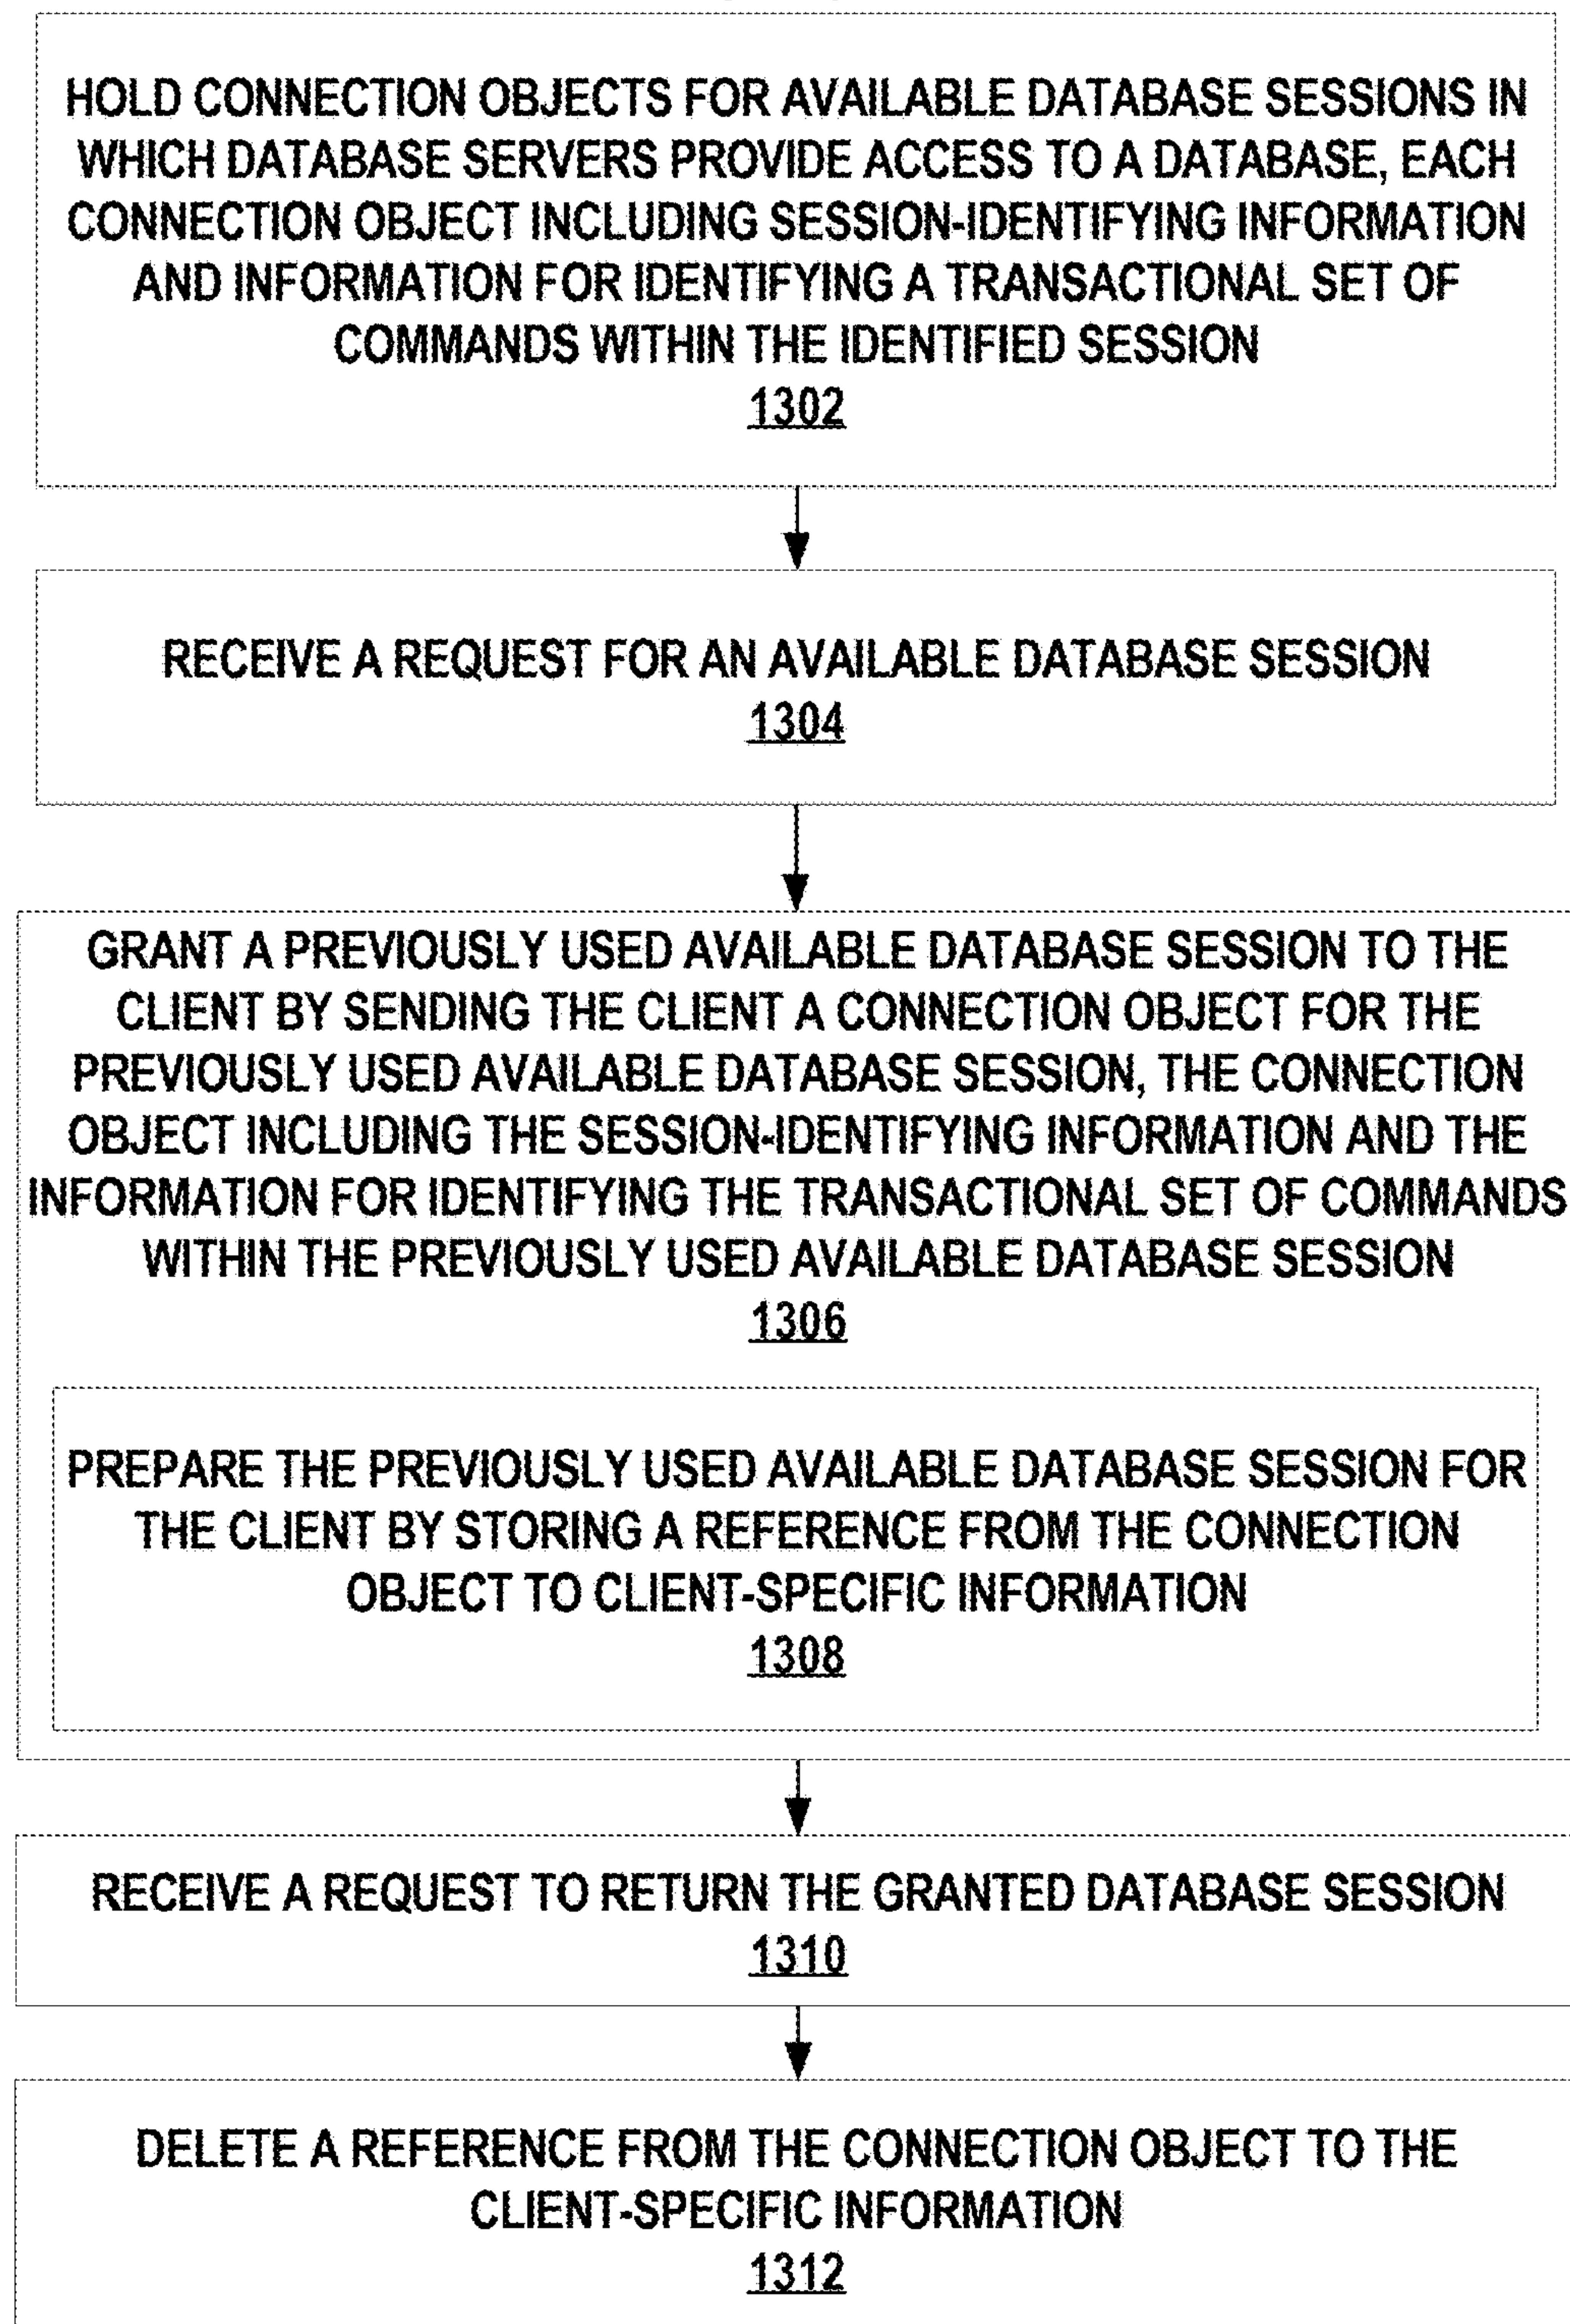 HOLD CONNECTION OBJECTS FOR AVAILABLE DATABASE SESSIONS IN
WHICH DATABASE SERVERS PROVIDE ACCESS TO A DATABASE, EACH
CONNECTION OBJECT INCLUDING SESSION-IDENTIFYING INFORMATION
AND INFORMATION FOR IDENTIFYING A TRANSACTIONAL SET OF
COMMANDS WITHIN THE IDENTIFIED SESSION
1302
RECEIVE A REQUEST FOR AN AVAILABLE DATABASE SESSION
1304
GRANT A PREVIOUSLY USED AVAILABLE DATABASE SESSION TO THE
CLIENT BY SENDING THE CLIENT A CONNECTION OBJECT FOR THE
PREVIOUSLY USED AVAILABLE DATABASE SESSION, THE CONNECTION
OBJECT INCLUDING THE SESSION-IDENTIFYING INFORMATION AND THE
INFORMATION FOR IDENTIFYING THE TRANSACTIONAL SET OF COMMANDS
WITHIN THE PREVIOUSLY USED AVAILABLE DATABASE SESSION
1306
PREPARE THE PREVIOUSLY USED AVAILABLE DATABASE SESSION FOR
THE CLIENT BY STORING A REFERENCE FROM THE CONNECTION
OBJECT TO CLIENT-SPECIFIC INFORMATION
1308
RECEIVE A REQUEST TO RETURN THE GRANTED DATABASE SESSION
1310
DELETE A REFERENCE FROM THE CONNECTION OBJECT TO THE
CLIENT-SPECIFIC INFORMATION
1312